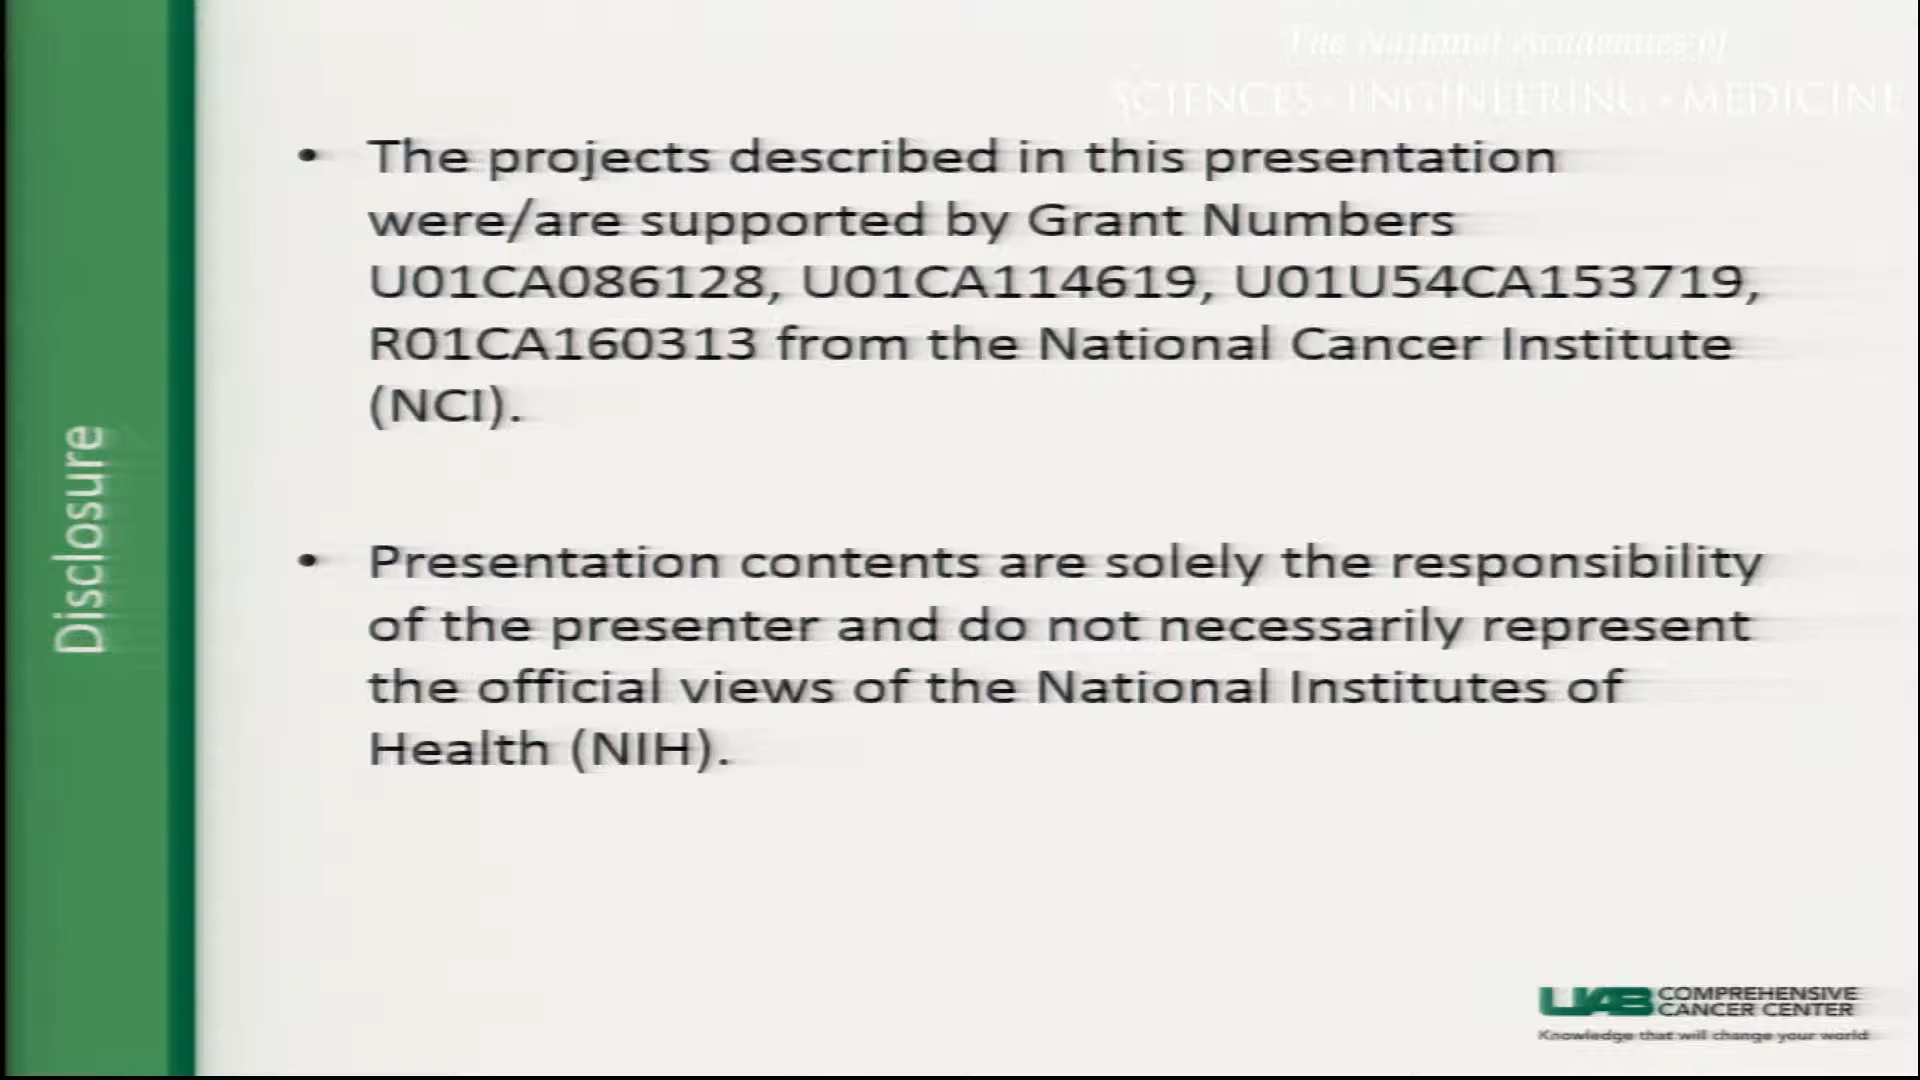 The National Academies of
SCIENCES · ENGINEERING · MEDICINE
Disclosure
• The projects described in this presentation
were/are supported by Grant Numbers
U01CA086128, U01CA114619, U01U54CA153719,
R01CA160313 from the National Cancer Institute
(NCI).
• Presentation contents are solely the responsibility
of the presenter and do not necessarily represent
the official views of the National Institutes of
Health (NIH).
UAB COMPREHENSIVE
CANCER CENTER
Knowledge that will change your world